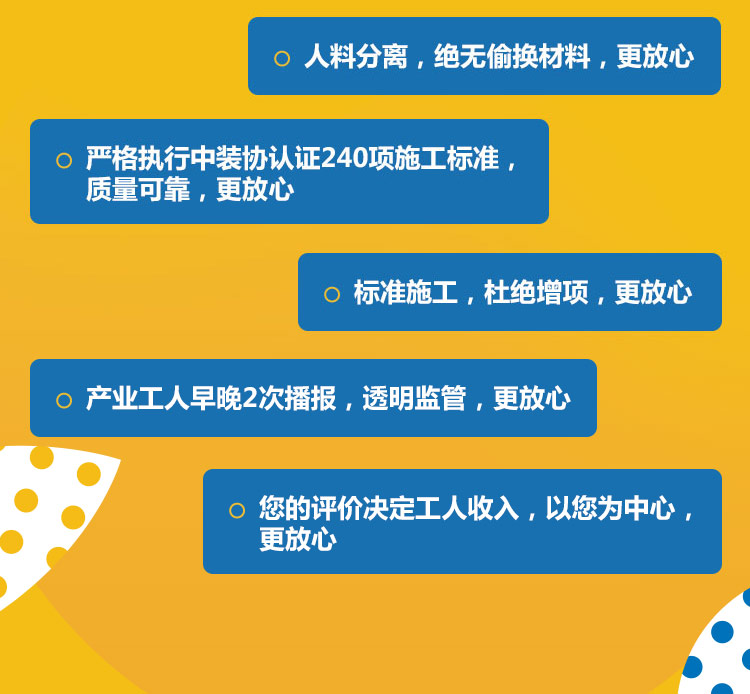 人料分离，绝无偷换材料，更放心
严格执行中装协认证240项施工标准，
质量可靠，更放心
标准施工，杜绝增项，更放心
产业工人早晚2次播报，透明监管，更放心
您的评价决定工人收入，以您为中心，
更放心